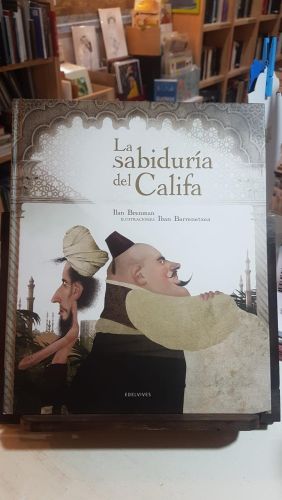 La
sabiduría
del Califa
Ilan Brenman
ILUSTRACIONES Iban Barrenetxea
EDELVIVES